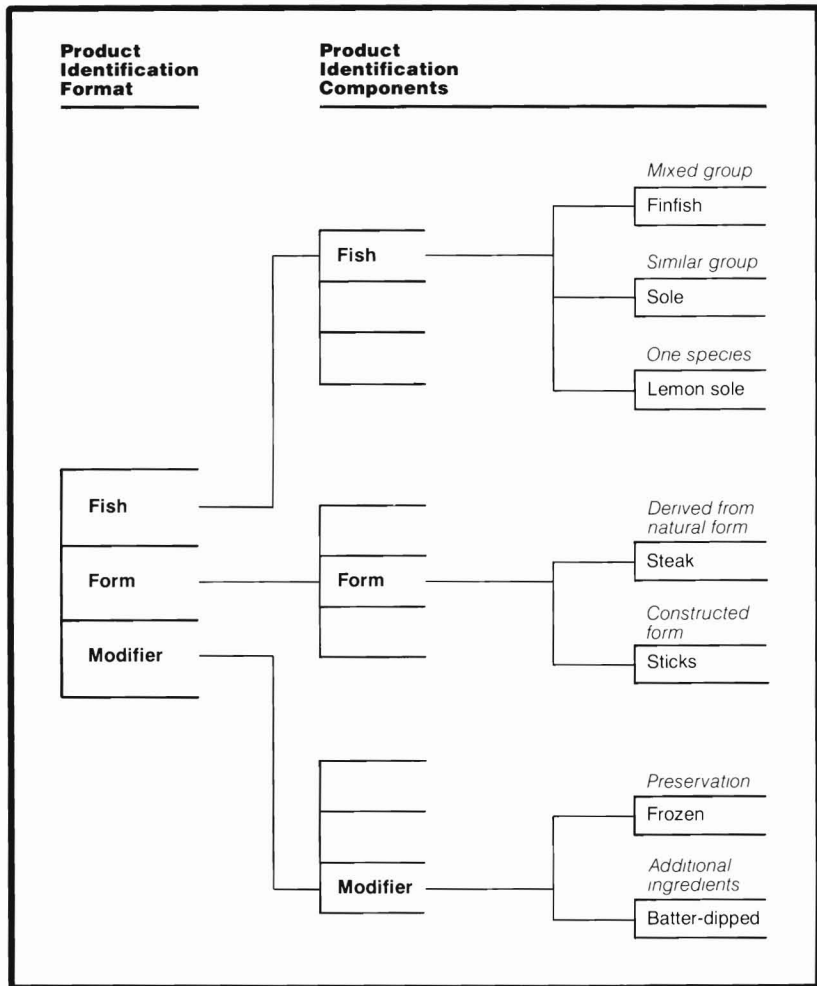 Product
Identification
Format
Product
Identification
Components
Mixed group
Finfish
Fish
Similar group
Sole
One species
Lemon sole
Fish
Form
Modifier
Form
Derived from
natural form
Steak
Constructed
form
Sticks
Preservation
Frozen
Modifier
Additional
ingredients
Batter-dipped